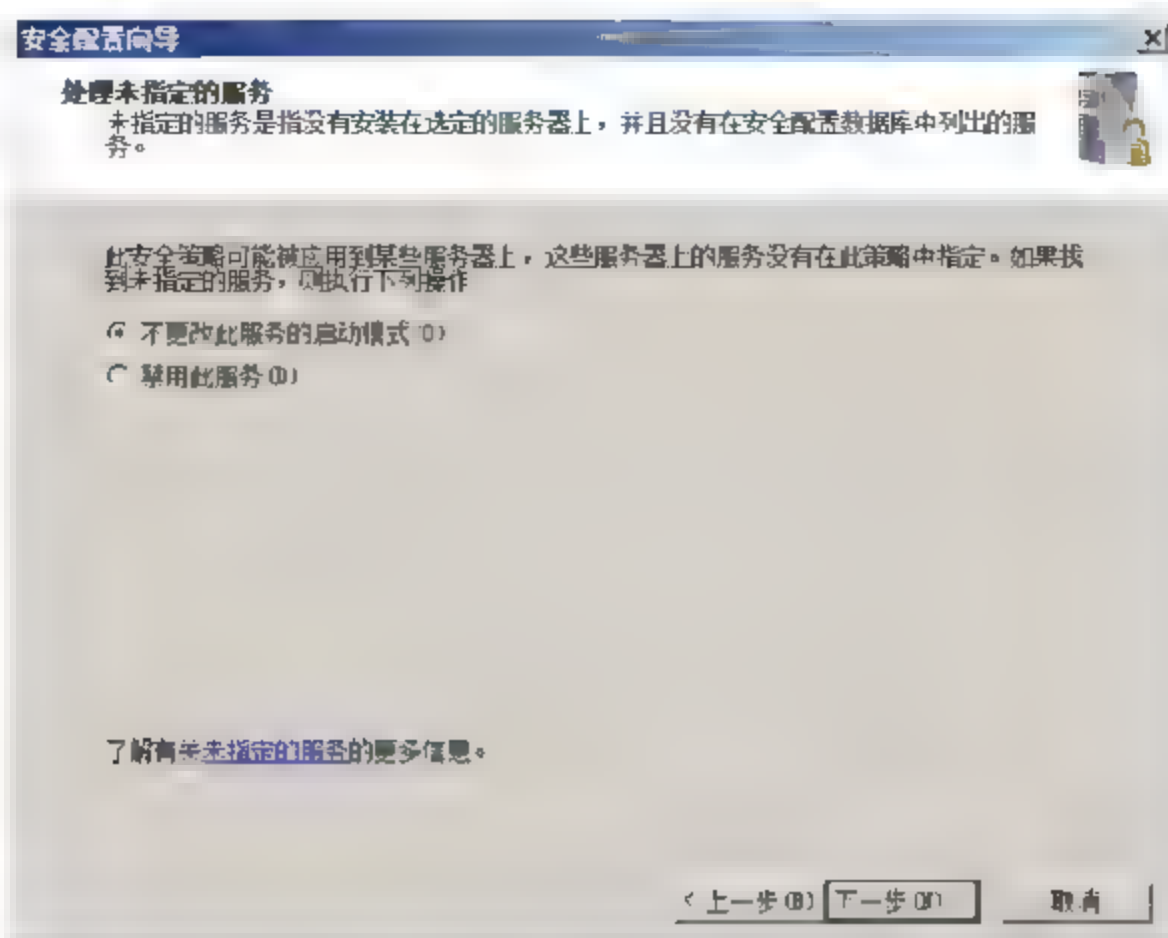 安全配置向导
处理未指定的服务
未指定的服务是指没有安装在选定的服务器上，并且没有在安全配置数据库中列出的服
务。
此安全策略可能被应用到某些服务器上，这些服务器上的服务没有在此策略中指定。如果找
到未指定的服务，则执行下列操作
不更改此服务的启动模式(O)
禁用此服务(D)
了解有关未指定的服务的更多信息。
< 上一步(B) 下一步(N) 取消